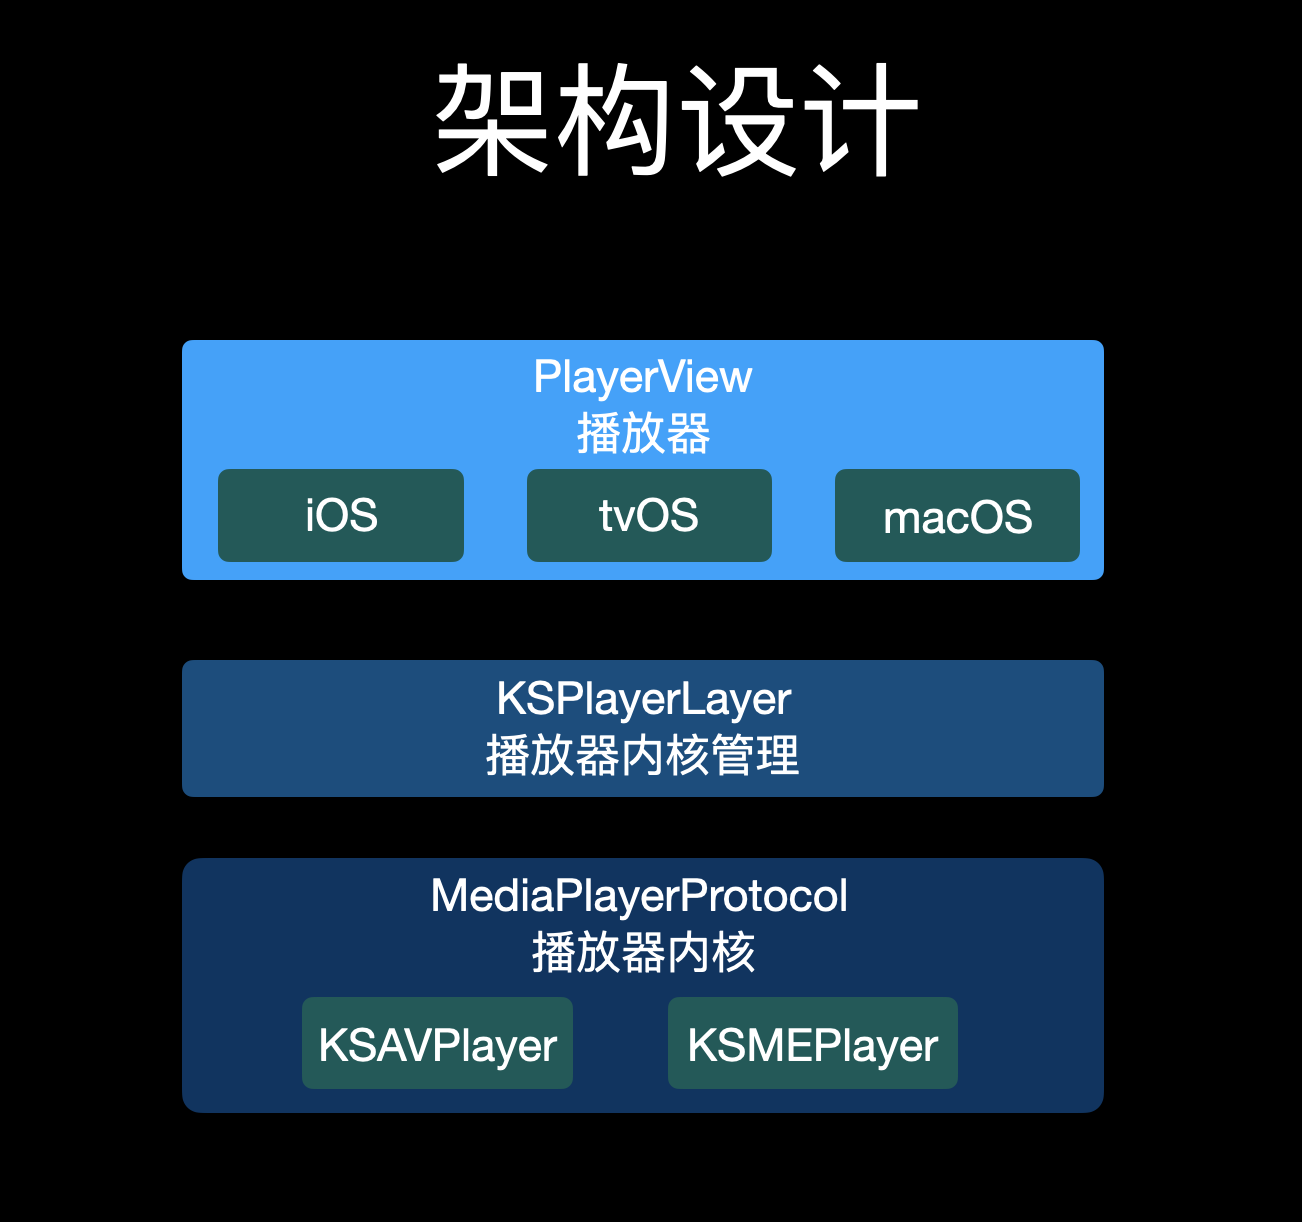 架构设计
PlayerView
播放器
iOS
tvOS
macOS
KSPlayerLayer
播放器内核管理
MediaPlayerProtocol
播放器内核
KSAVPlayer
KSMEPlayer